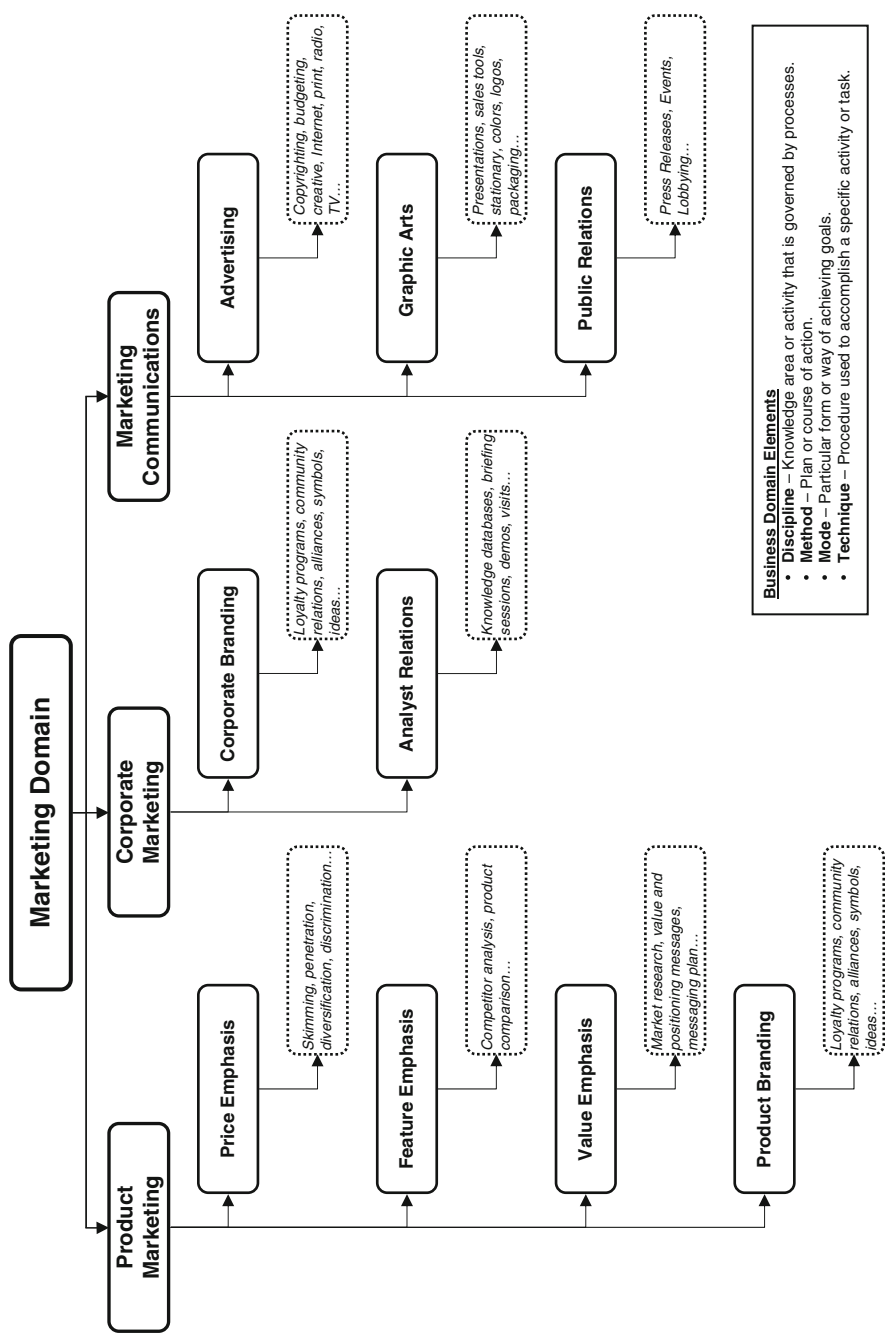 Marketing Domain
Product
Marketing
Price Emphasis
Skimming, penetration,
diversification, discrimination…
Feature Emphasis
Competitor analysis, product
comparison…
Value Emphasis
Market research, value and
positioning messages,
messaging plan…
Product Branding
Loyalty programs, community
relations, alliances, symbols,
ideas…
Corporate
Marketing
Corporate Branding
Loyalty programs, community
relations, alliances, symbols,
ideas…
Analyst Relations
Knowledge databases, briefing
sessions, demos, visits…
Marketing
Communications
Advertising
Copyrighting, budgeting,
creative, Internet, print, radio,
TV…
Graphic Arts
Presentations, sales tools,
stationary, colors, logos,
packaging…
Public Relations
Press Releases, Events,
Lobbying…
Business Domain Elements
• Discipline – Knowledge area or activity that is governed by processes.
• Method – Plan or course of action.
• Mode – Particular form or way of achieving goals.
• Technique – Procedure used to accomplish a specific activity or task.